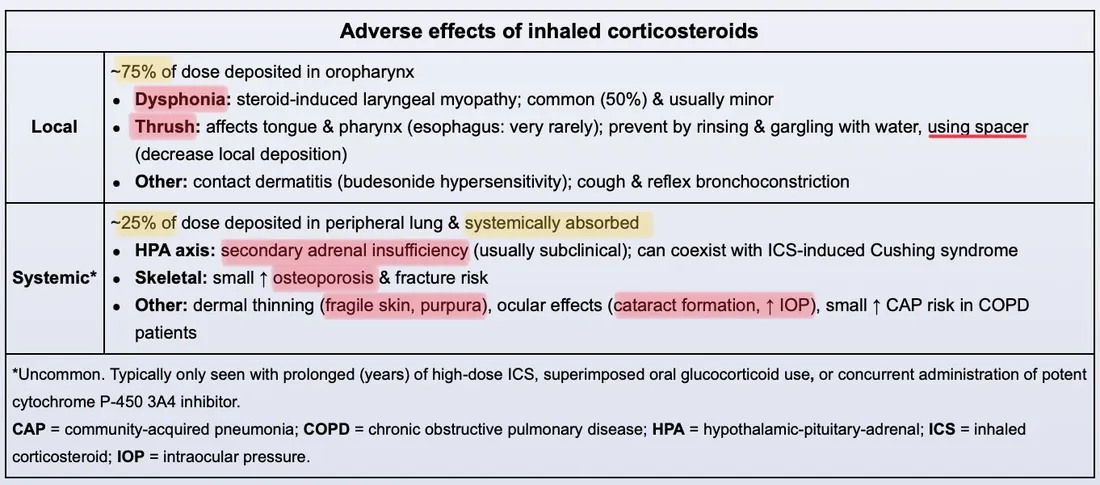 Adverse effects of inhaled corticosteroids
Local
~75% of dose deposited in oropharynx
• Dysphonia: steroid-induced laryngeal myopathy; common (50%) & usually minor
• Thrush: affects tongue & pharynx (esophagus: very rarely); prevent by rinsing & gargling with water, using spacer
(decrease local deposition)
• Other: contact dermatitis (budesonide hypersensitivity); cough & reflex bronchoconstriction
Systemic*
~25% of dose deposited in peripheral lung & systemically absorbed
• HPA axis: secondary adrenal insufficiency (usually subclinical); can coexist with ICS-induced Cushing syndrome
• Skeletal: small ↑ osteoporosis & fracture risk
• Other: dermal thinning (fragile skin, purpura), ocular effects (cataract formation, ↑ IOP), small ↑ CAP risk in COPD
patients
*Uncommon. Typically only seen with prolonged (years) of high-dose ICS, superimposed oral glucocorticoid use, or concurrent administration of potent
cytochrome P-450 3A4 inhibitor.
CAP = community-acquired pneumonia; COPD = chronic obstructive pulmonary disease; HPA = hypothalamic-pituitary-adrenal; ICS = inhaled
corticosteroid; IOP = intraocular pressure.